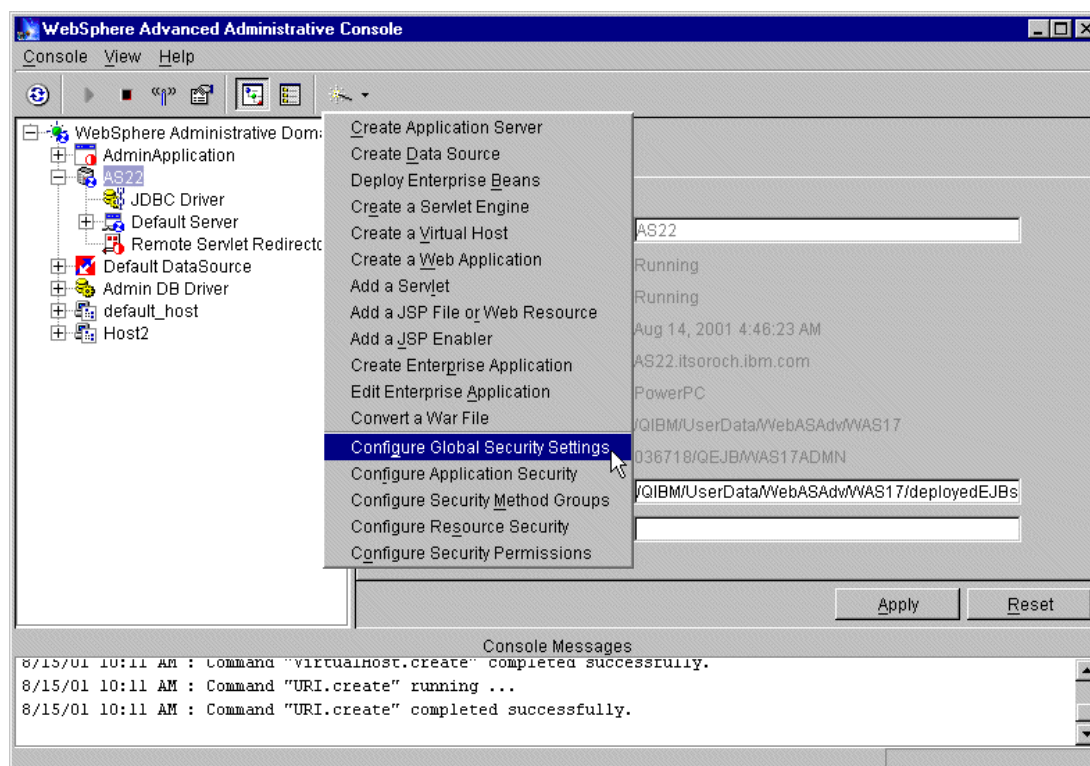 WebSphere Advanced Administrative Console
Console View Help
WebSphere Administrative Dom
AdminApplication
AS22
JDBC Driver
Default Server
Remote Servlet Redirecto
Default DataSource
Admin DB Driver
default_host
Host2
Create Application Server
Create Data Source
Deploy Enterprise Beans
Create a Servlet Engine
Create a Virtual Host
Create a Web Application
Add a Servlet
Add a JSP File or Web Resource
Add a JSP Enabler
Create Enterprise Application
Edit Enterprise Application
Convert a War File
Configure Global Security Settings
Configure Application Security
Configure Security Method Groups
Configure Resource Security
Configure Security Permissions
AS22
Running
Running
Aug 14, 2001 4:46:23 AM
AS22.itsoroch.ibm.com
PowerPC
/QIBM/UserData/WebASAdv/WAS17
036718/QEJB/WAS17ADMN
/QIBM/UserData/WebASAdv/WAS17/deployedEJBs
Apply Reset
Console Messages
8/15/01 10:11 AM : Command "VirtualHost.create" completed successfully.
8/15/01 10:11 AM : Command "URI.create" running ...
8/15/01 10:11 AM : Command "URI.create" completed successfully.